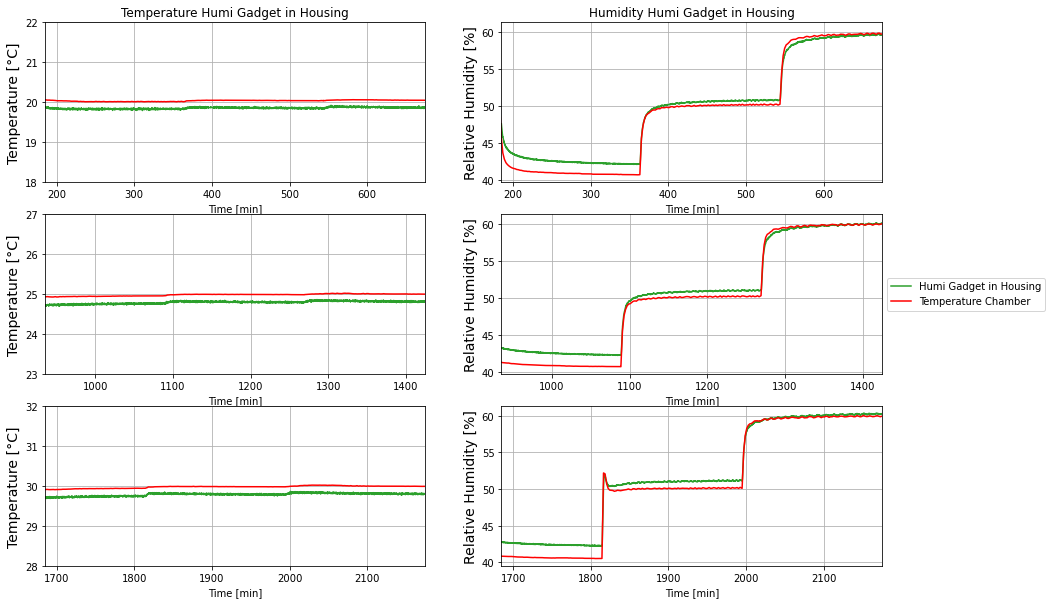 Temperature Humi Gadget in Housing
Temperature [°C]
22
21
20
19
18
200 300 400 500 600
Time [min]
Humidity Humi Gadget in Housing
Relative Humidity [%]
60
55
50
45
40
200 300 400 500 600
Time [min]
Temperature [°C]
27
26
25
24
23
1000 1100 1200 1300 1400
Time [min]
Relative Humidity [%]
60
55
50
45
40
1000 1100 1200 1300 1400
Time [min]
Humi Gadget in Housing
Temperature Chamber
Temperature [°C]
32
31
30
29
28
1700 1800 1900 2000 2100
Time [min]
Relative Humidity [%]
60
55
50
45
40
1700 1800 1900 2000 2100
Time [min]